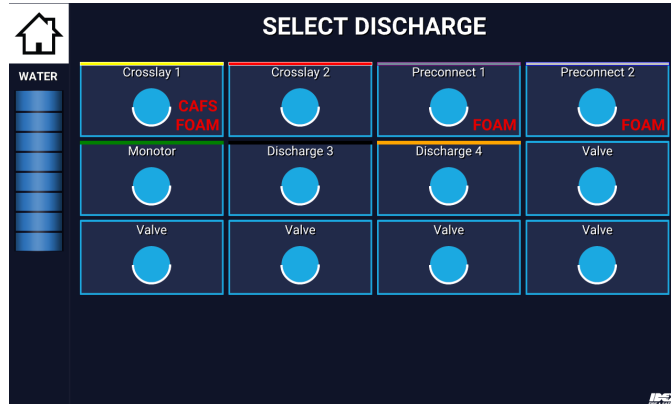 SELECT DISCHARGE
WATER
Crosslay 1
CAFS
FOAM
Crosslay 2
Preconnect 1
FOAM
Preconnect 2
FOAM
Monotor
Discharge 3
Discharge 4
Valve
Valve
Valve
Valve
Valve